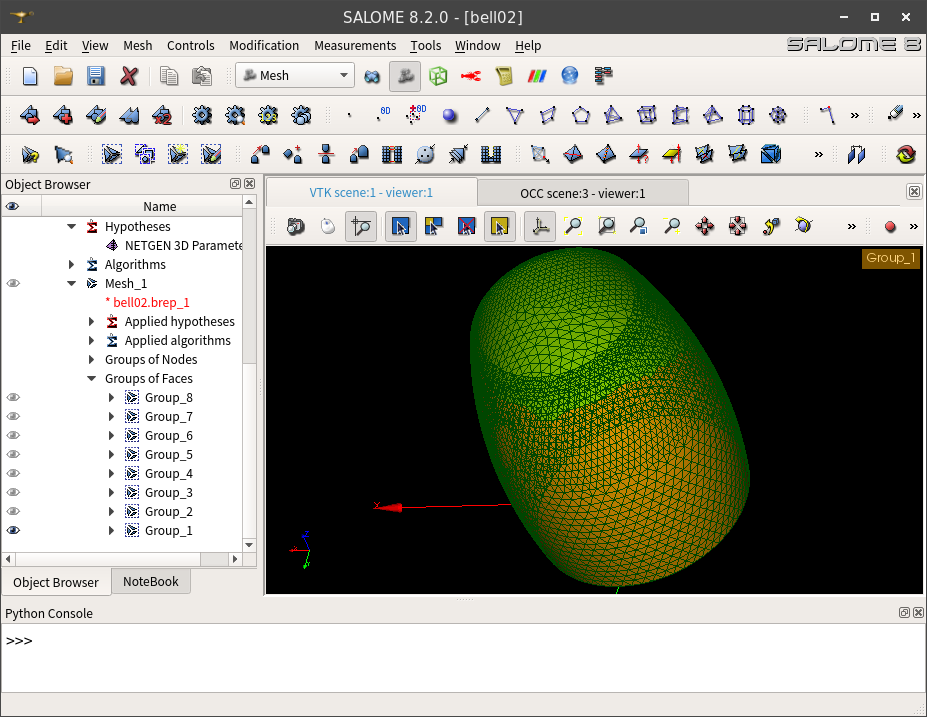 SALOME 8.2.0 - [bell02]
File Edit View Mesh Controls Modification Measurements Tools Window Help
SALOME 8
Mesh
0D
0D
»
»
»
Object Browser
VTK scene:1 - viewer:1
OCC scene:3 - viewer:1
Name
»
»
Hypotheses
NETGEN 3D Paramete
Algorithms
Mesh_1
* bell02.brep_1
Applied hypotheses
Applied algorithms
Groups of Nodes
Groups of Faces
Group_8
Group_7
Group_6
Group_5
Group_4
Group_3
Group_2
Group_1
Group_1
Object Browser
NoteBook
Python Console
>>>